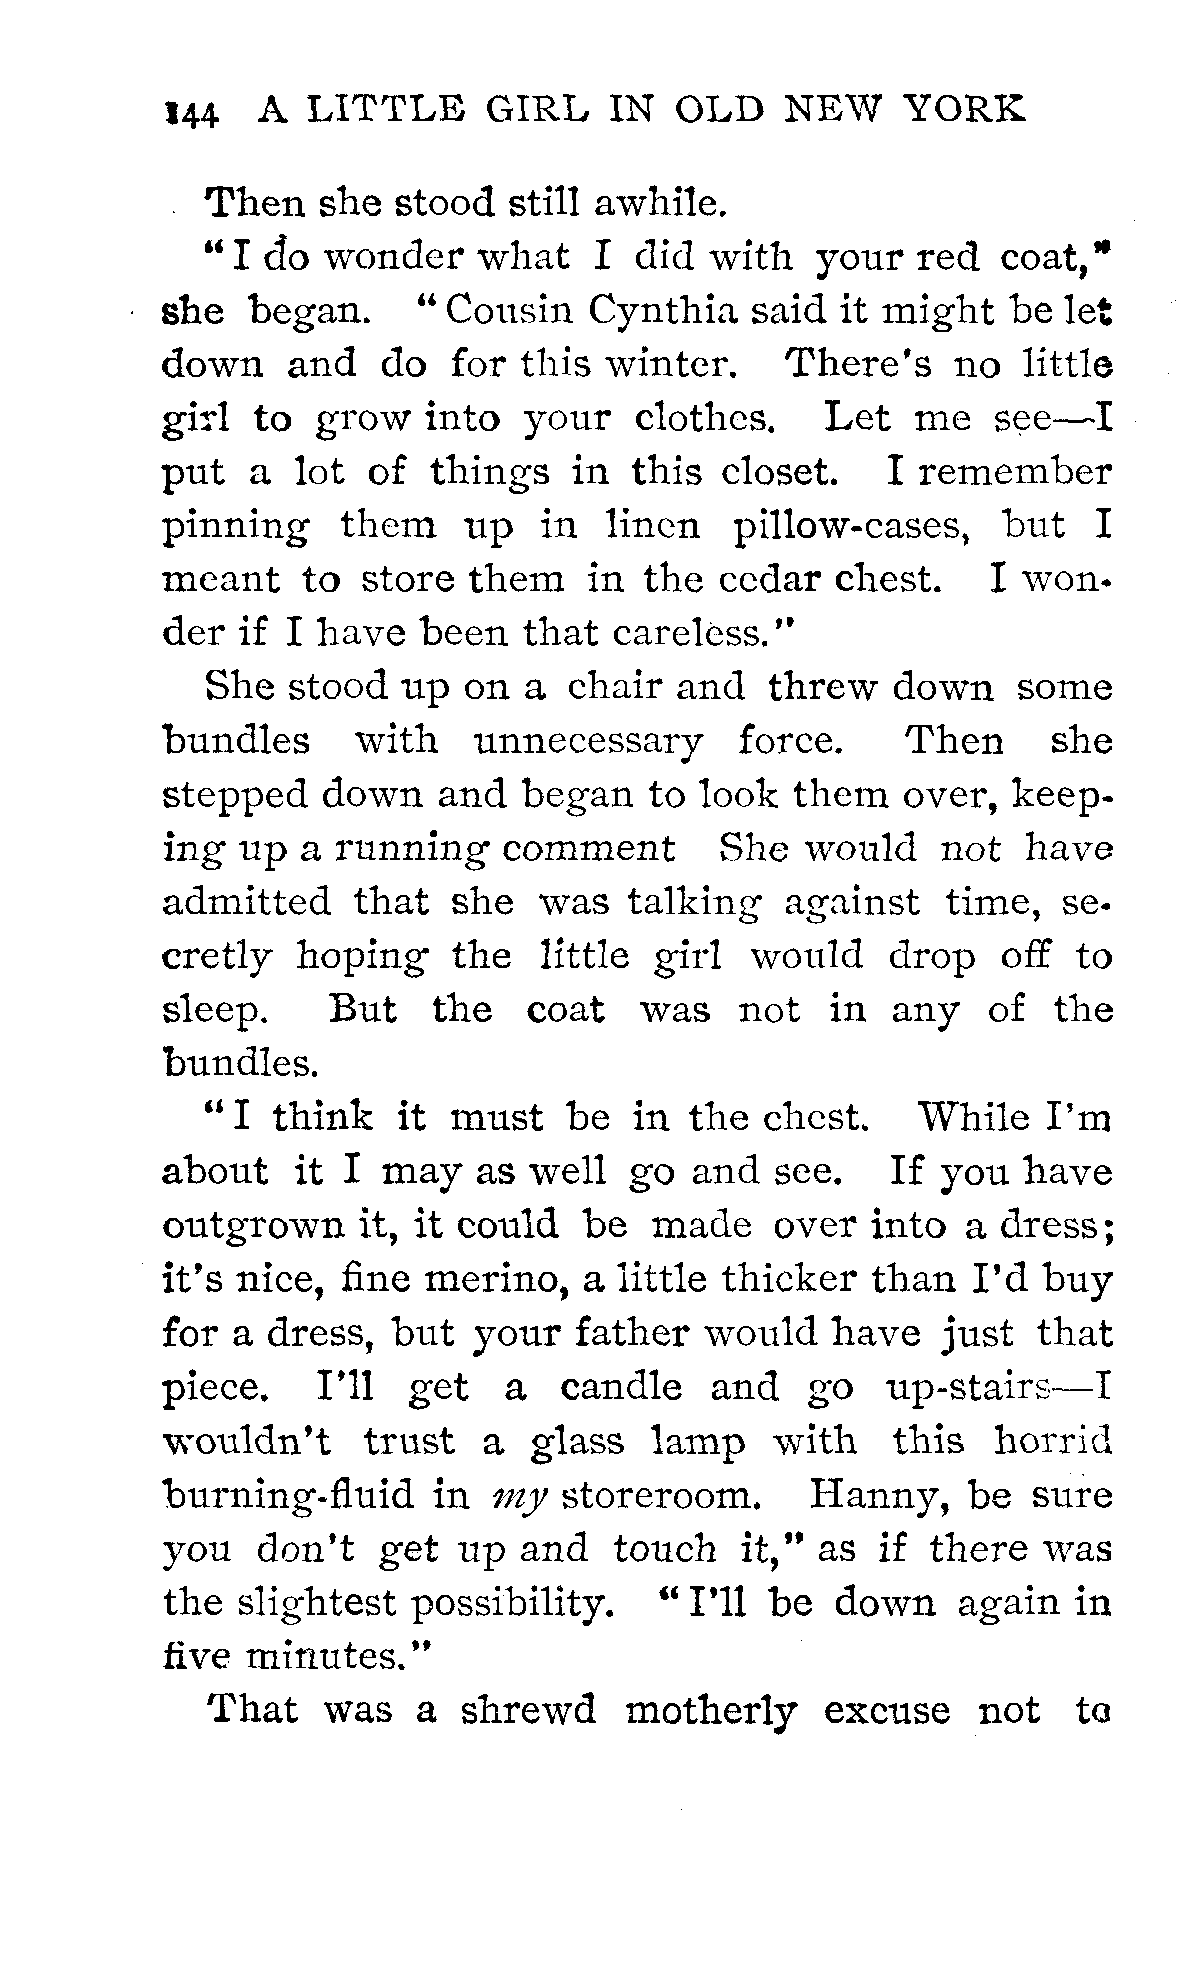 144 A LITTLE GIRL IN OLD NEW YORK
Then she stood still awhile.
"I do wonder what I did with your red coat,"
she began. "Cousin Cynthia said it might be let
down and do for this winter. There's no little
girl to grow into your clothes. Let me see—I
put a lot of things in this closet. I remember
pinning them up in linen pillow-cases, but I
meant to store them in the cedar chest. I won-
der if I have been that careless."
She stood up on a chair and threw down some
bundles with unnecessary force. Then she
stepped down and began to look them over, keep-
ing up a running comment She would not have
admitted that she was talking against time, se-
cretly hoping the little girl would drop off to
sleep. But the coat was not in any of the
bundles.
"I think it must be in the chest. While I'm
about it I may as well go and see. If you have
outgrown it, it could be made over into a dress;
it's nice, fine merino, a little thicker than I'd buy
for a dress, but your father would have just that
piece. I'll get a candle and go up-stairs—I
wouldn't trust a glass lamp with this horrid
burning-fluid in my storeroom. Hanny, be sure
you don't get up and touch it," as if there was
the slightest possibility. "I'll be down again in
five minutes."
That was a shrewd motherly excuse not to